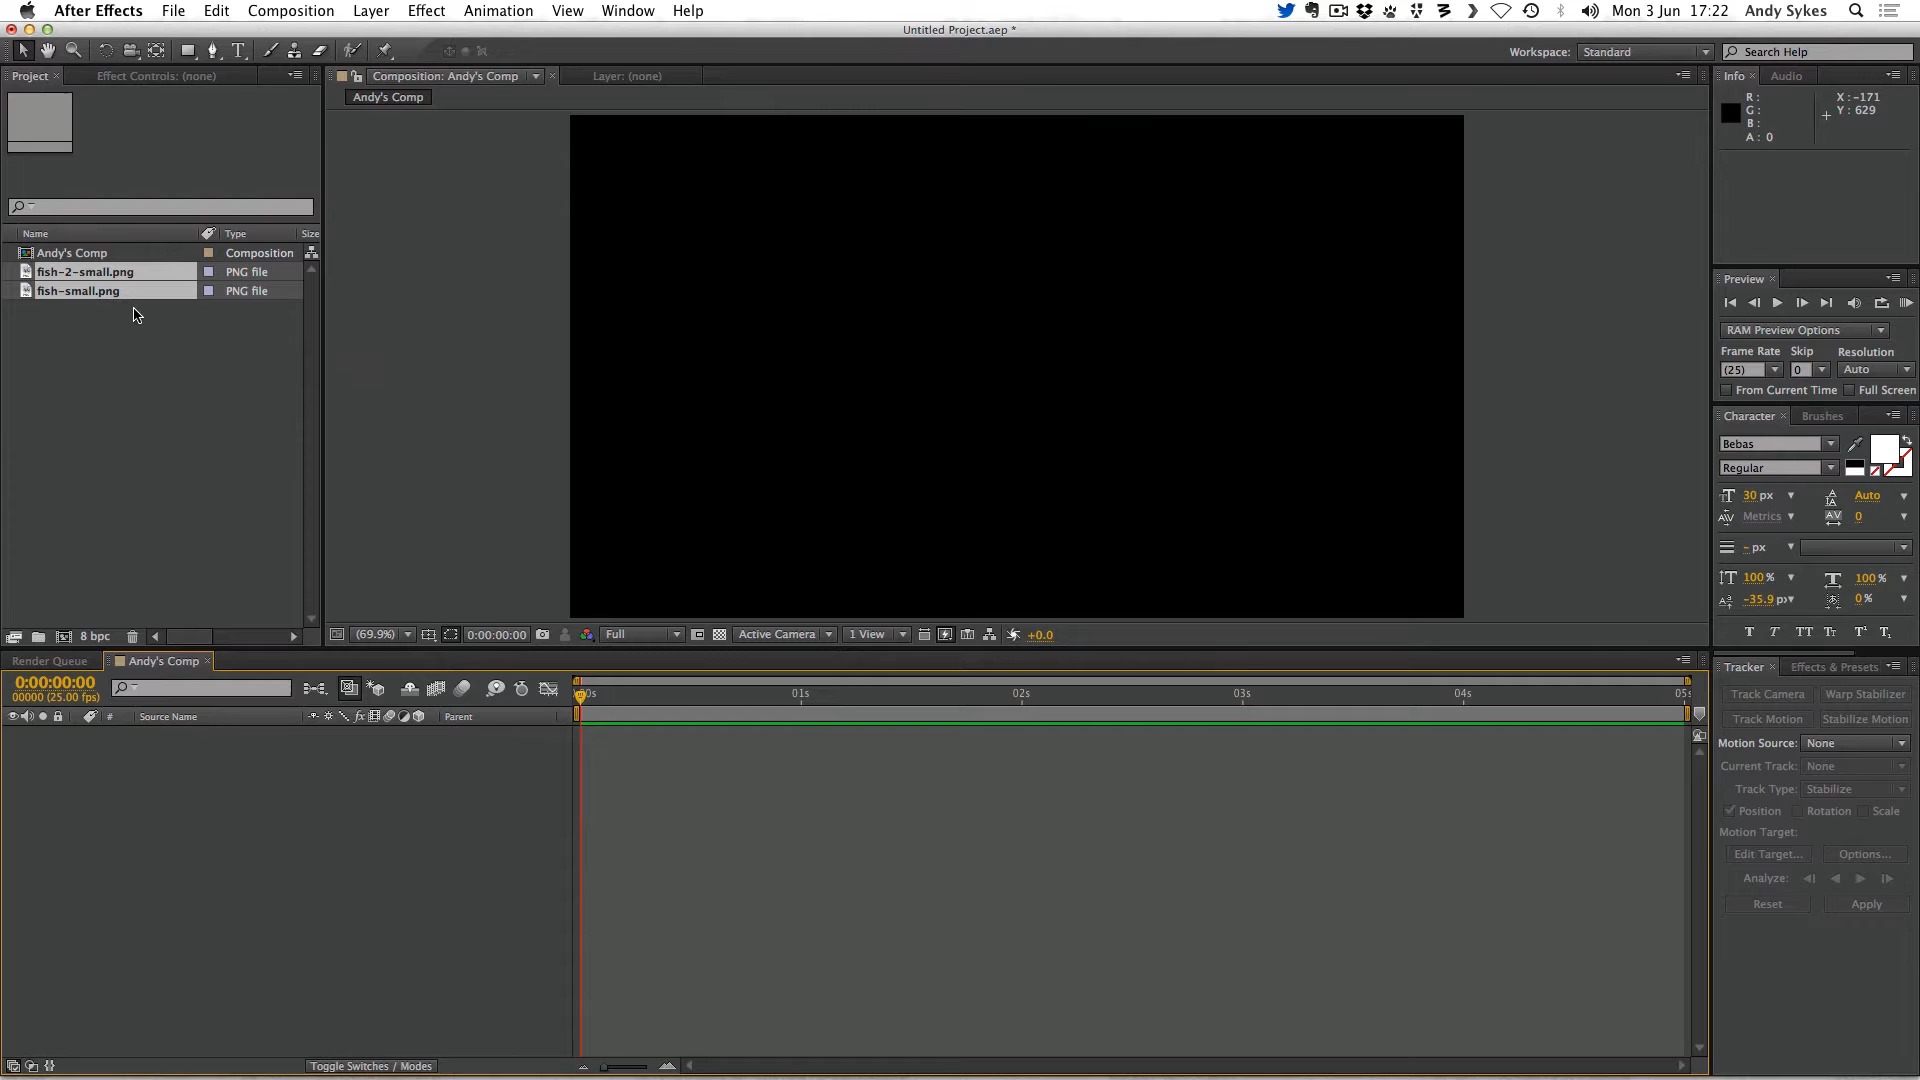 After Effects File Edit Composition Layer Effect Animation View Window Help Mon 3 Jun 17:22 Andy Sykes
Untitled Project.aep *
Workspace: Standard Search Help
Project Effect Controls: (none) Composition: Andy's Comp Layer: (none) Info Audio
Andy's Comp
R :
G :
B :
A : 0
X : -171
Y : 629
Name Type Size
Andy's Comp Composition
fish-2-small.png PNG file
fish-small.png PNG file
Preview
RAM Preview Options
Frame Rate Skip Resolution
(25) 0 Auto
From Current Time Full Screen
Character Brushes
Bebas
Regular
30 px Auto
Metrics 0
- px
100 % 100 %
-35.9 px 0 %
T T TT Tt T¹ T₁
8 bpc (69.9%) 0:00:00:00 Full Active Camera 1 View +0.0
Render Queue Andy's Comp
0:00:00:00
00000 (25.00 fps)
# Source Name Parent
01s 02s 03s 04s
Tracker Effects & Presets
Track Camera Warp Stabilizer
Track Motion Stabilize Motion
Motion Source: None
Current Track: None
Track Type: Stabilize
Position Rotation Scale
Motion Target:
Edit Target... Options...
Analyze:
Reset Apply
Toggle Switches / Modes